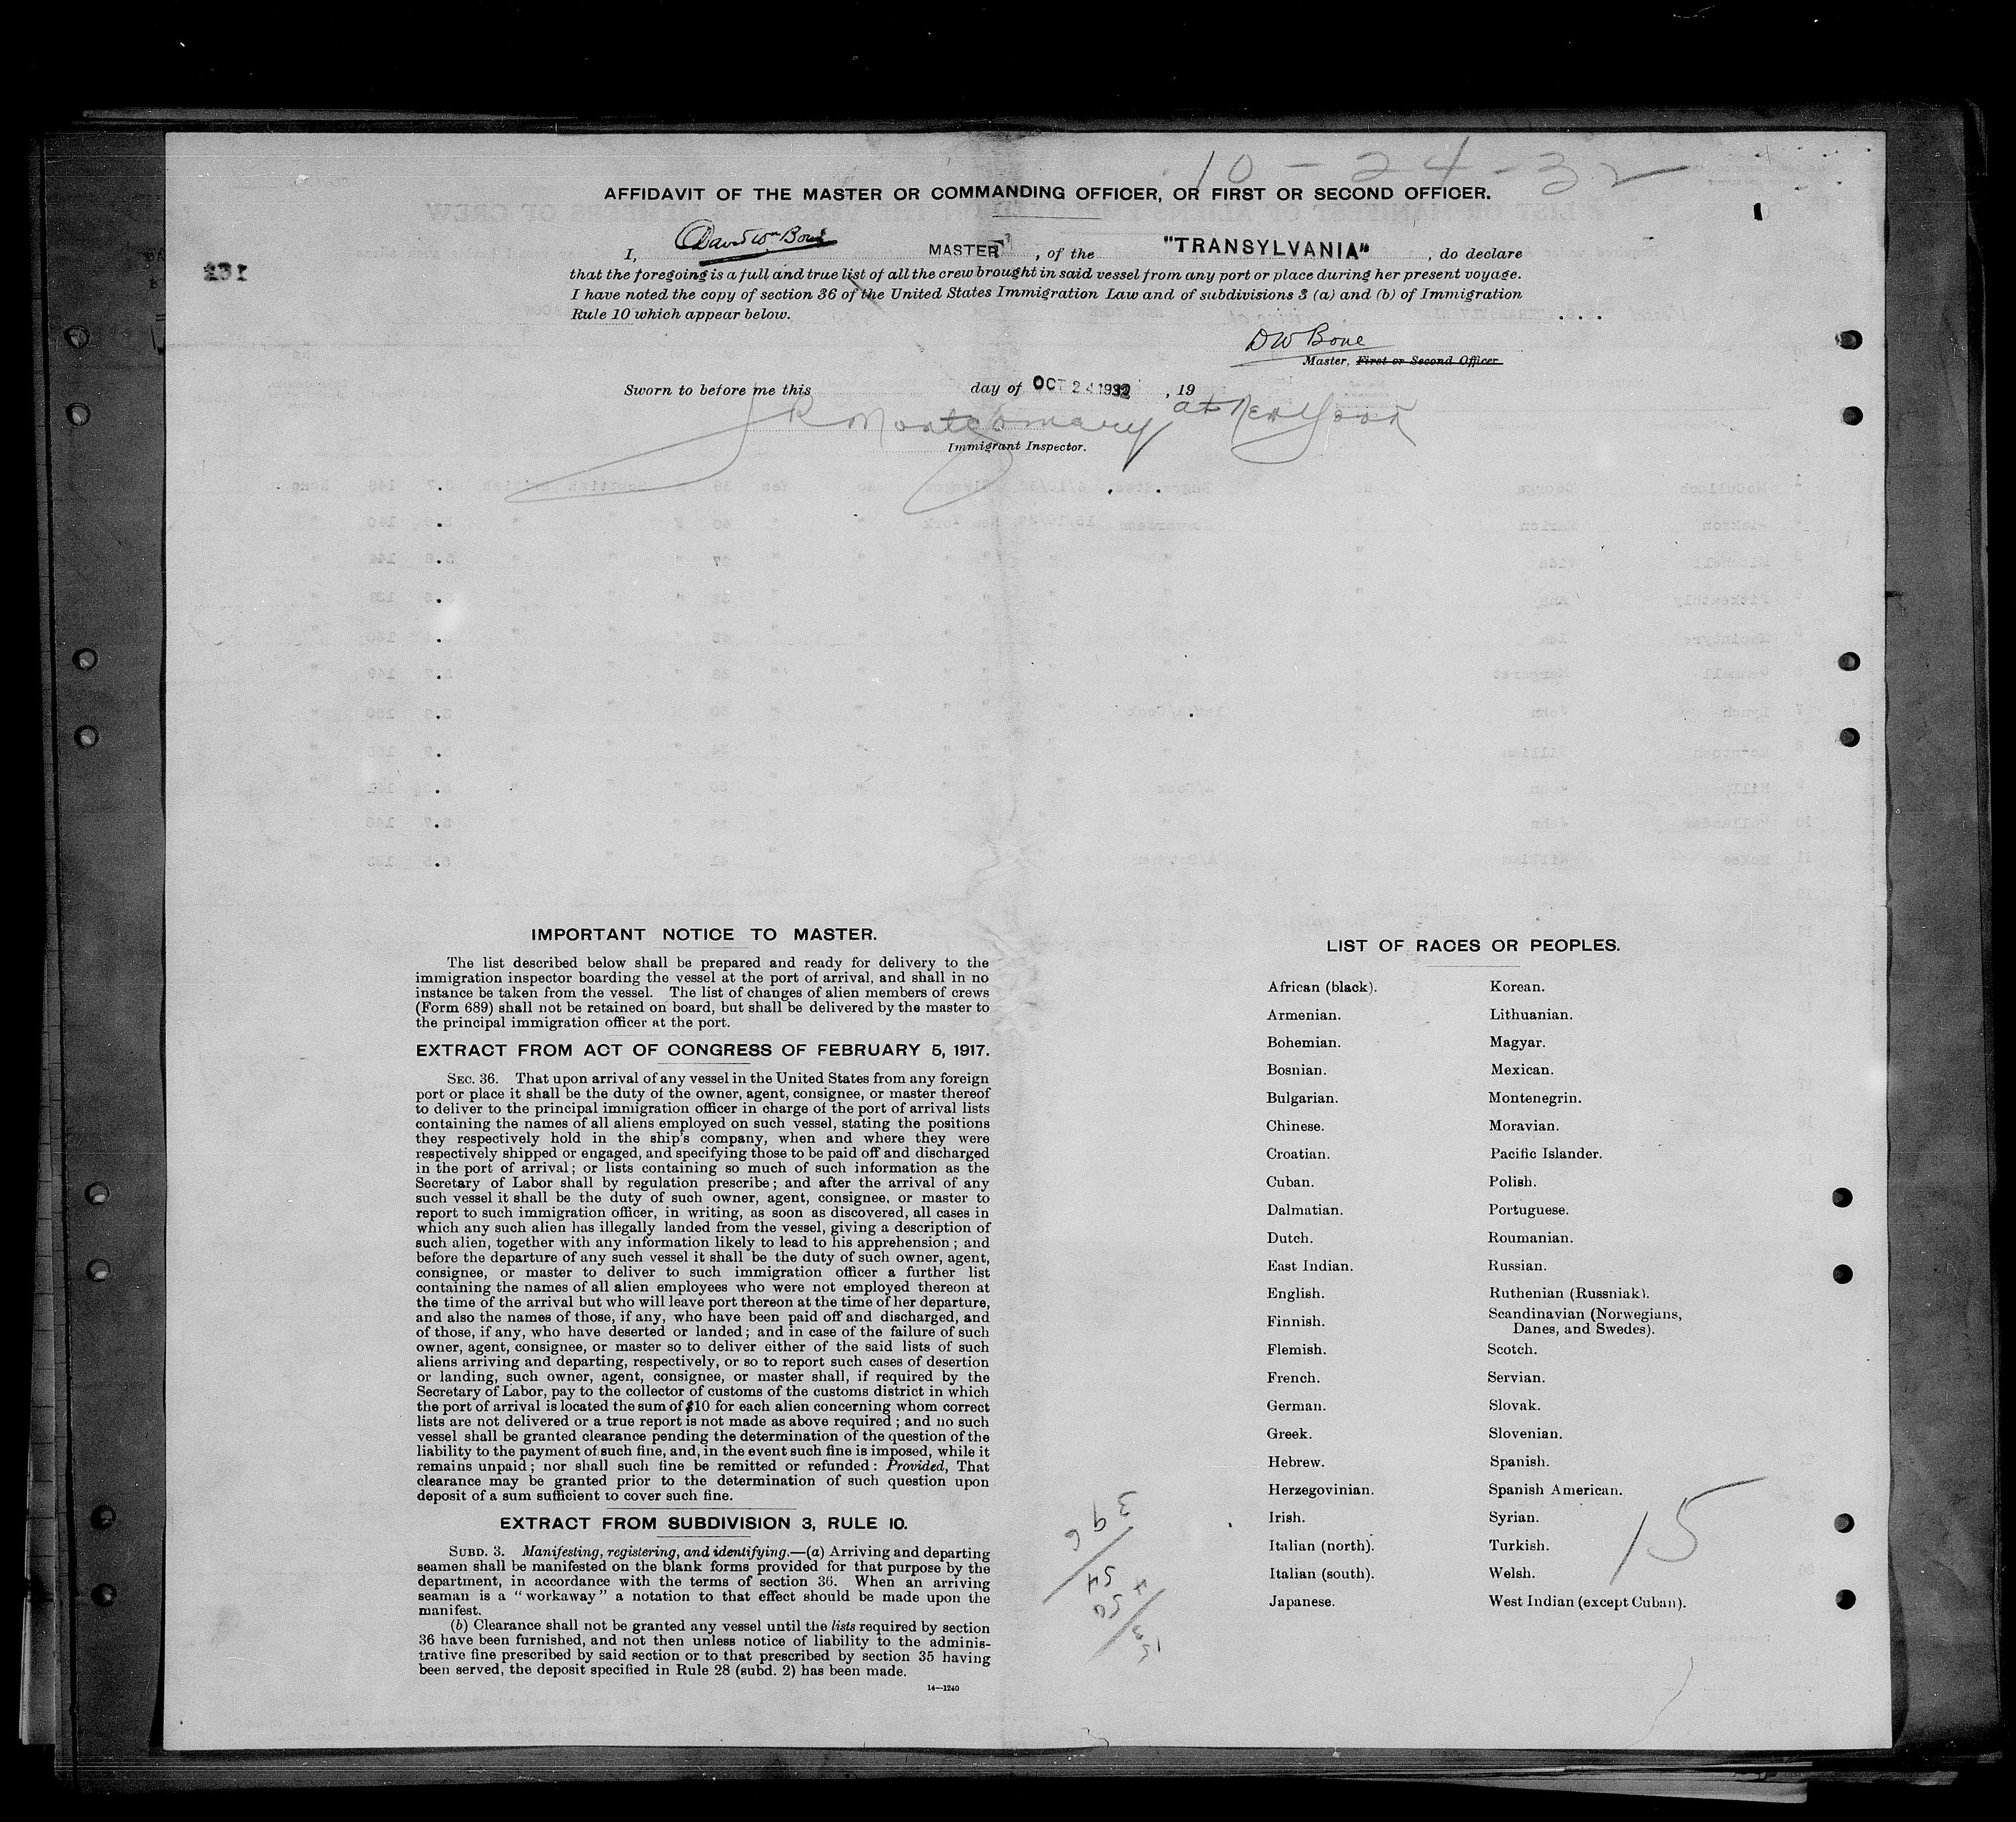 10-24-32
AFFIDAVIT OF THE MASTER OR COMMANDING OFFICER, OR FIRST OR SECOND OFFICER.
I, David Wm Bone MASTER, of the "TRANSYLVANIA", do declare
that the foregoing is a full and true list of all the crew brought in said vessel from any port or place during her present voyage.
I have noted the copy of section 36 of the United States Immigration Law and of subdivisions 3 (a) and (b) of Immigration
Rule 10 which appear below.
DW Bone
Master, First or Second Officer
Sworn to before me this day of OCT 24 1932, 19
at New York
Montgomery
Immigrant Inspector.
IMPORTANT NOTICE TO MASTER.
The list described below shall be prepared and ready for delivery to the
immigration inspector boarding the vessel at the port of arrival, and shall in no
instance be taken from the vessel. The list of changes of alien members of crews
(Form 689) shall not be retained on board, but shall be delivered by the master to
the principal immigration officer at the port.
EXTRACT FROM ACT OF CONGRESS OF FEBRUARY 5, 1917.
SEC. 36. That upon arrival of any vessel in the United States from any foreign
port or place it shall be the duty of the owner, agent, consignee, or master thereof
to deliver to the principal immigration officer in charge of the port of arrival lists
containing the names of all aliens employed on such vessel, stating the positions
they respectively hold in the ship's company, when and where they were
respectively shipped or engaged, and specifying those to be paid off and discharged
in the port of arrival; or lists containing so much of such information as the
Secretary of Labor shall by regulation prescribe; and after the arrival of any
such vessel it shall be the duty of such owner, agent, consignee, or master to
report to such immigration officer, in writing, as soon as discovered, all cases in
which any such alien has illegally landed from the vessel, giving a description of
such alien, together with any information likely to lead to his apprehension; and
before the departure of any such vessel it shall be the duty of such owner, agent,
consignee, or master to deliver to such immigration officer a further list
containing the names of all alien employees who were not employed thereon at
the time of the arrival but who will leave port thereon at the time of her departure,
and also the names of those, if any, who have been paid off and discharged, and
of those, if any, who have deserted or landed; and in case of the failure of such
owner, agent, consignee, or master so to deliver either of the said lists of such
aliens arriving and departing, respectively, or so to report such cases of desertion
or landing, such owner, agent, consignee, or master shall, if required by the
Secretary of Labor, pay to the collector of customs of the customs district in which
the port of arrival is located the sum of $10 for each alien concerning whom correct
lists are not delivered or a true report is not made as above required; and no such
vessel shall be granted clearance pending the determination of the question of the
liability to the payment of such fine, and, in the event such fine is imposed, while it
remains unpaid; nor shall such fine be remitted or refunded: Provided, That
clearance may be granted prior to the determination of such question upon
deposit of a sum sufficient to cover such fine.
EXTRACT FROM SUBDIVISION 3, RULE 10.
SUBD. 3. Manifesting, registering, and identifying.—(a) Arriving and departing
seamen shall be manifested on the blank forms provided for that purpose by the
department, in accordance with the terms of section 36. When an arriving
seaman is a "workaway" a notation to that effect should be made upon the
manifest.
(b) Clearance shall not be granted any vessel until the lists required by section
36 have been furnished, and not then unless notice of liability to the adminis-
trative fine prescribed by said section or to that prescribed by section 35 having
been served, the deposit specified in Rule 28 (subd. 2) has been made.
14—1240
LIST OF RACES OR PEOPLES.
African (black). Korean.
Armenian. Lithuanian.
Bohemian. Magyar.
Bosnian. Mexican.
Bulgarian. Montenegrin.
Chinese. Moravian.
Croatian. Pacific Islander.
Cuban. Polish.
Dalmatian. Portuguese.
Dutch. Roumanian.
East Indian. Russian.
English. Ruthenian (Russniak).
Finnish. Scandinavian (Norwegians,
Danes, and Swedes).
Flemish. Scotch.
French. Servian.
German. Slovak.
Greek. Slovenian.
Hebrew. Spanish.
Herzegovinian. Spanish American.
Irish. Syrian.
Italian (north). Turkish.
Italian (south). Welsh.
Japanese. West Indian (except Cuban).
15